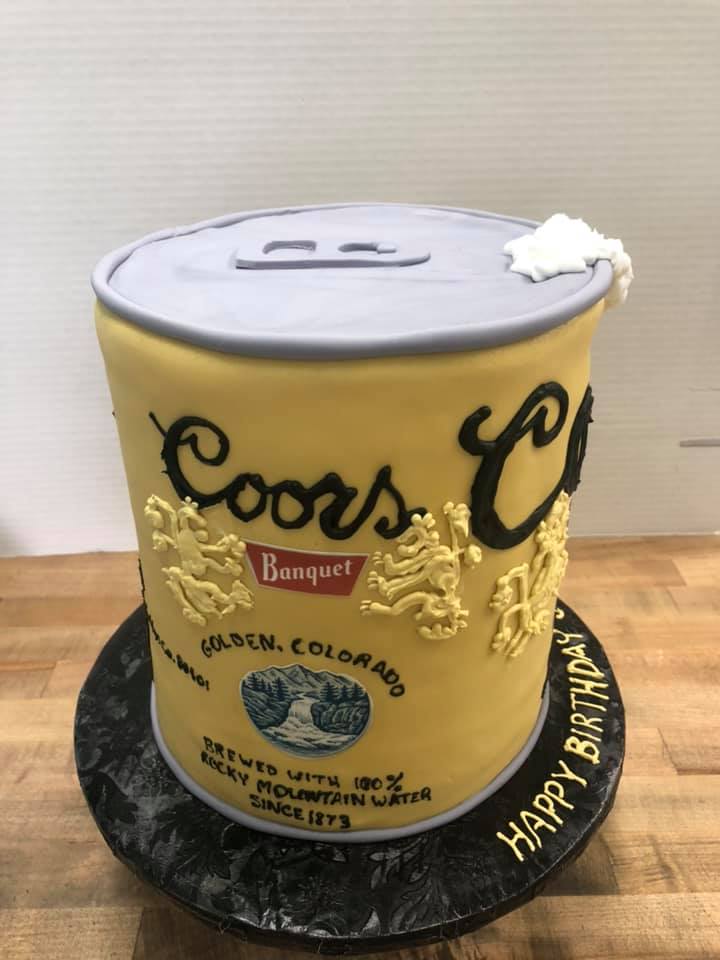 Coors
Banquet
GOLDEN, COLORADO
BREWED WITH 100%
ROCKY MOUNTAIN WATER
SINCE 1873
HAPPY BIRTHDAY